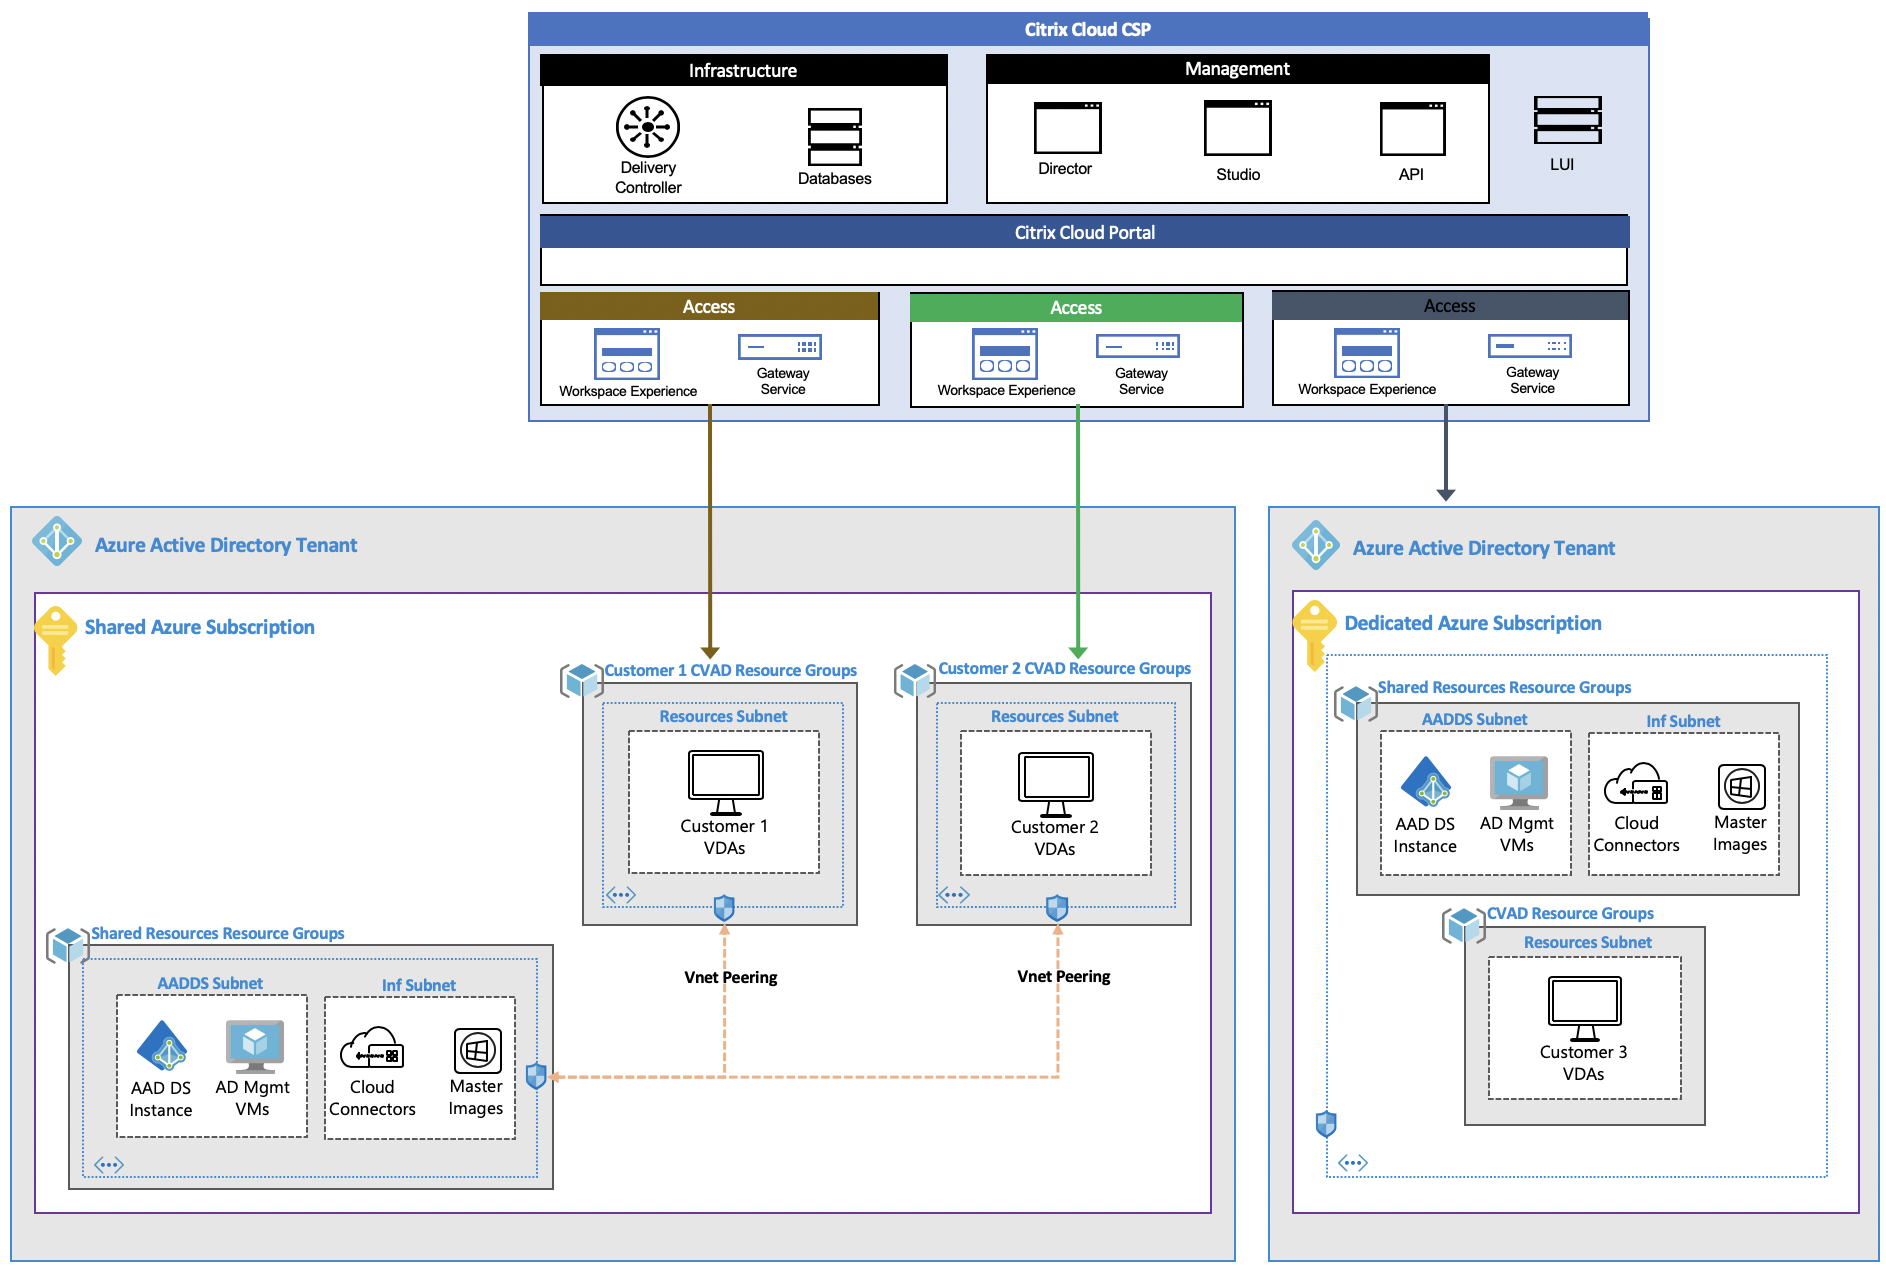 Citrix Cloud CSP
Infrastructure
Management
Delivery
Controller
Databases
Director
Studio
API
LUI
Citrix Cloud Portal
Access
Workspace Experience
Gateway
Service
Access
Workspace Experience
Gateway
Service
Access
Workspace Experience
Gateway
Service
Azure Active Directory Tenant
Shared Azure Subscription
Customer 1 CVAD Resource Groups
Resources Subnet
Customer 1
VDAs
Customer 2 CVAD Resource Groups
Resources Subnet
Customer 2
VDAs
Vnet Peering
Vnet Peering
Shared Resources Resource Groups
AADDS Subnet
AAD DS
Instance
AD Mgmt
VMs
Inf Subnet
Cloud
Connectors
Master
Images
Azure Active Directory Tenant
Dedicated Azure Subscription
Shared Resources Resource Groups
AADDS Subnet
AAD DS
Instance
AD Mgmt
VMs
Inf Subnet
Cloud
Connectors
Master
Images
CVAD Resource Groups
Resources Subnet
Customer 3
VDAs